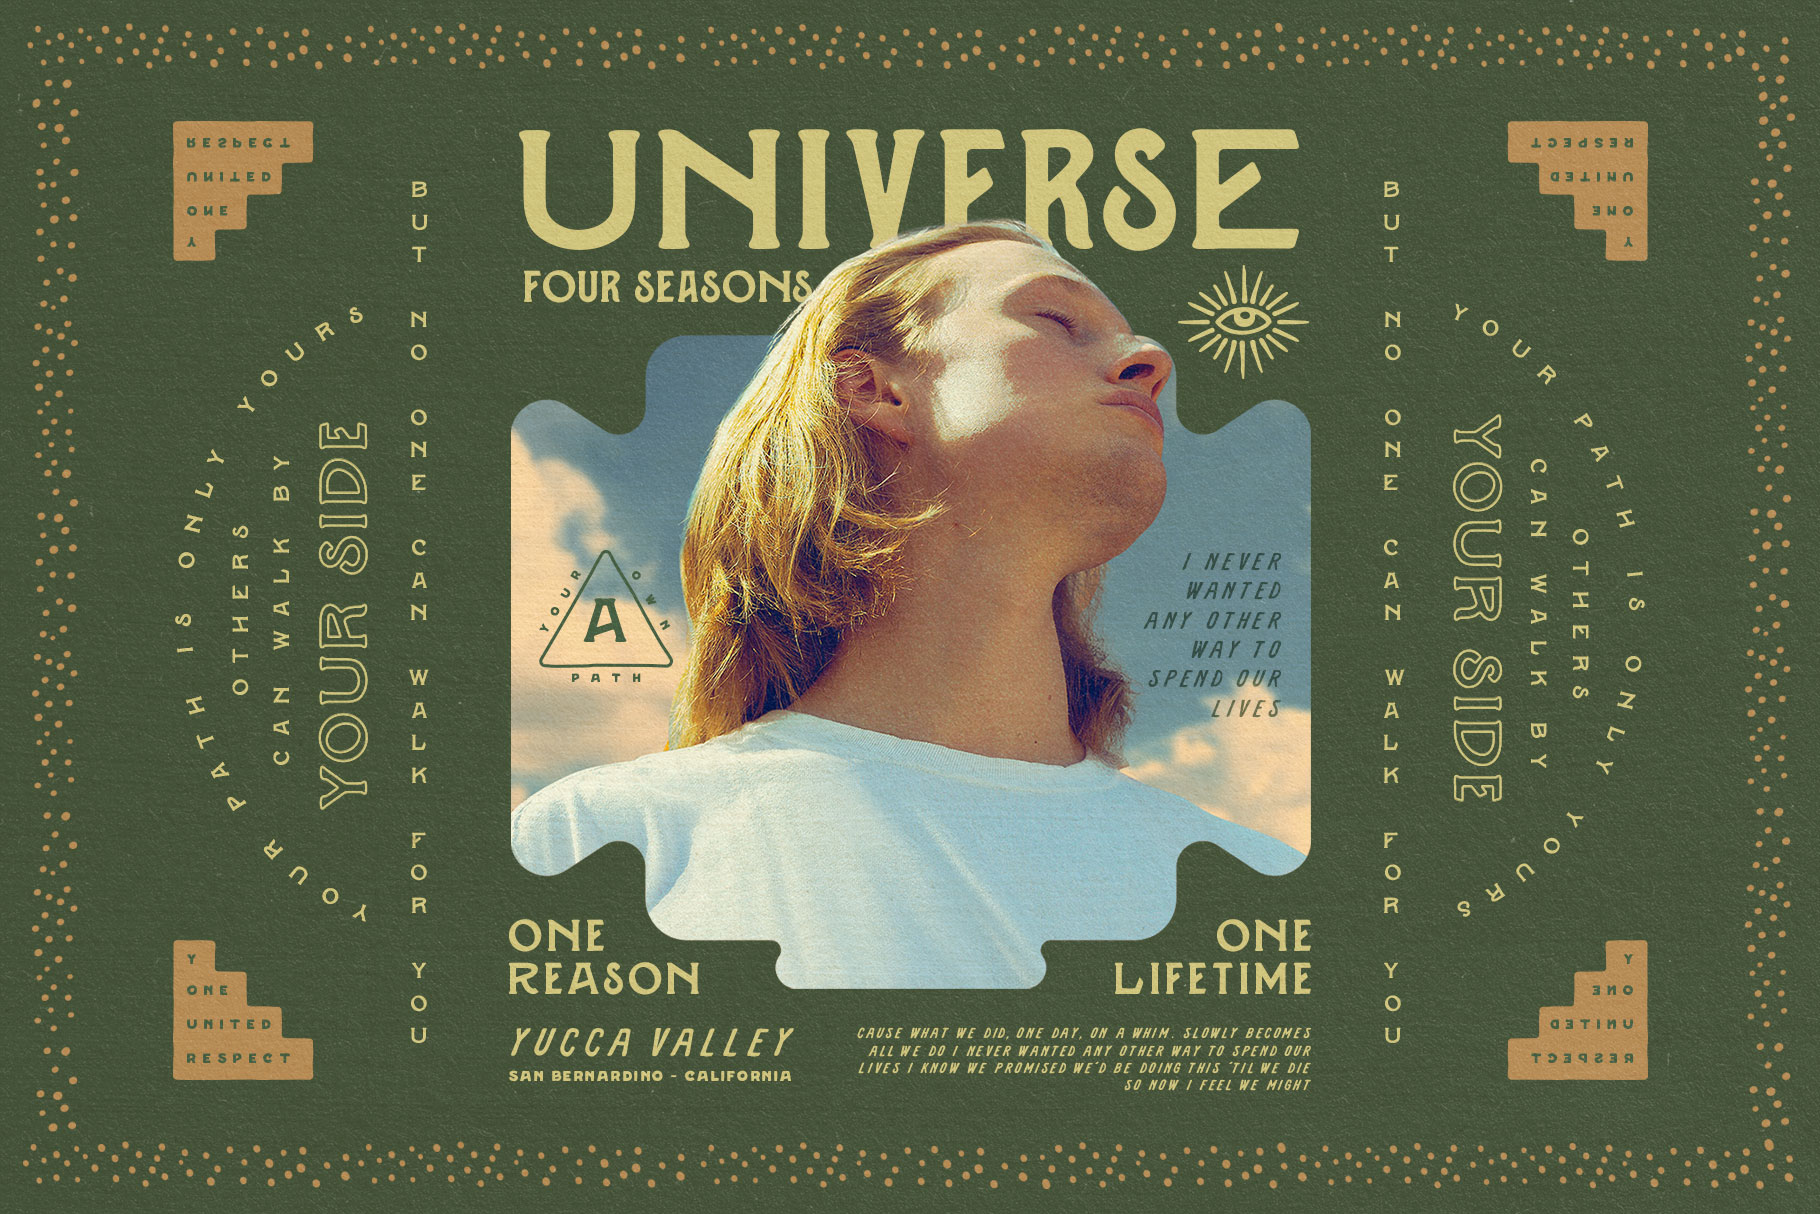 RESPECT
UNITED
ONE
Y
RESPECT
UNITED
ONE
Y
UNIVERSE
FOUR SEASONS
YOUR PATH IS ONLY YOURS
OTHERS
CAN WALK BY
YOUR SIDE
BUT NO ONE CAN WALK FOR YOU
YOUR OWN
A
PATH
I NEVER
WANTED
ANY OTHER
WAY TO
SPEND OUR
LIVES
BUT NO ONE CAN WALK FOR YOU
YOUR SIDE
CAN WALK BY
OTHERS
YOUR PATH IS ONLY YOURS
ONE
REASON
ONE
LIFETIME
YUCCA VALLEY
SAN BERNARDINO - CALIFORNIA
CAUSE WHAT WE DID, ONE DAY, ON A WHIM. SLOWLY BECOMES
ALL WE DO I NEVER WANTED ANY OTHER WAY TO SPEND OUR
LIVES I KNOW WE PROMISED WE'D BE DOING THIS 'TIL WE DIE
SO NOW I FEEL WE MIGHT
Y
ONE
UNITED
RESPECT
Y
ONE
UNITED
RESPECT